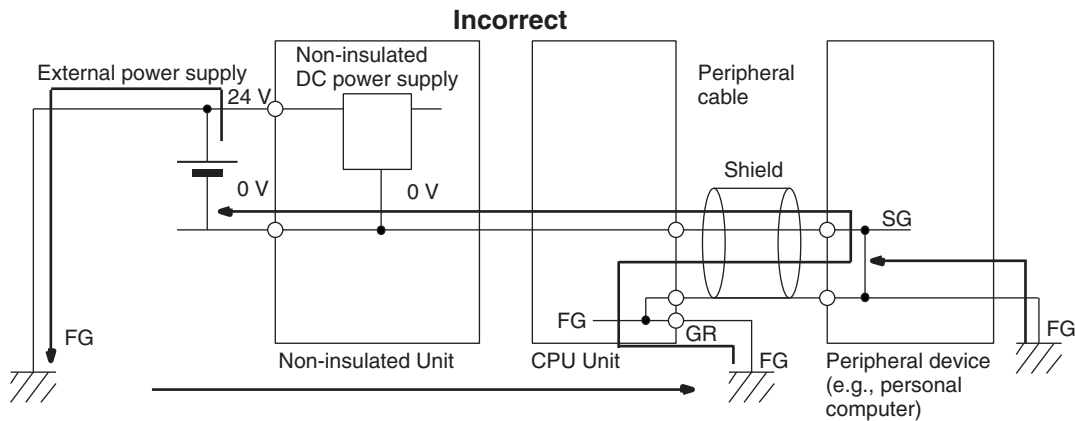 Incorrect
External power supply
24 V
Non-insulated
DC power supply
Peripheral
cable
Shield
0 V
0 V
SG
FG
FG
GR
FG
FG
Non-insulated Unit
CPU Unit
Peripheral device
(e.g., personal
computer)